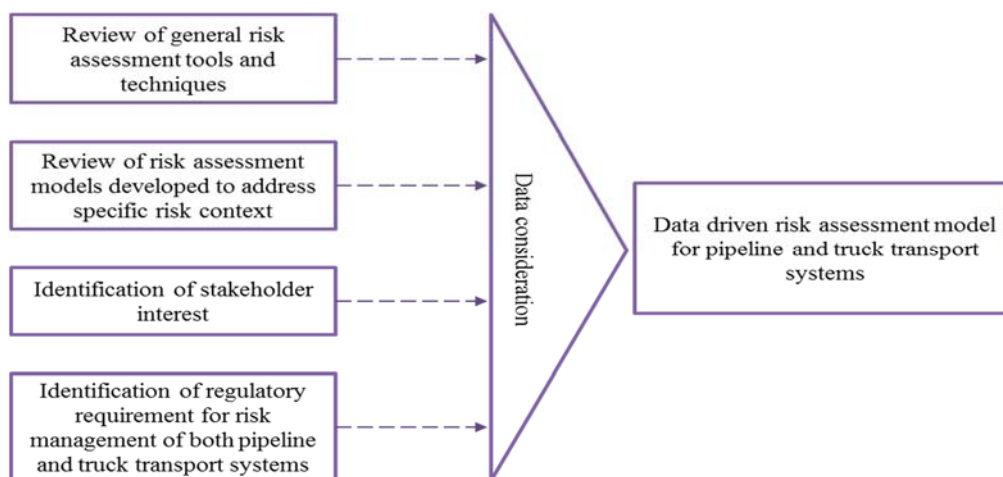 Review of general risk
assessment tools and
techniques
Review of risk assessment
models developed to address
specific risk context
Identification of stakeholder
interest
Identification of regulatory
requirement for risk
management of both pipeline
and truck transport systems
Data consideration
Data driven risk assessment model
for pipeline and truck transport
systems